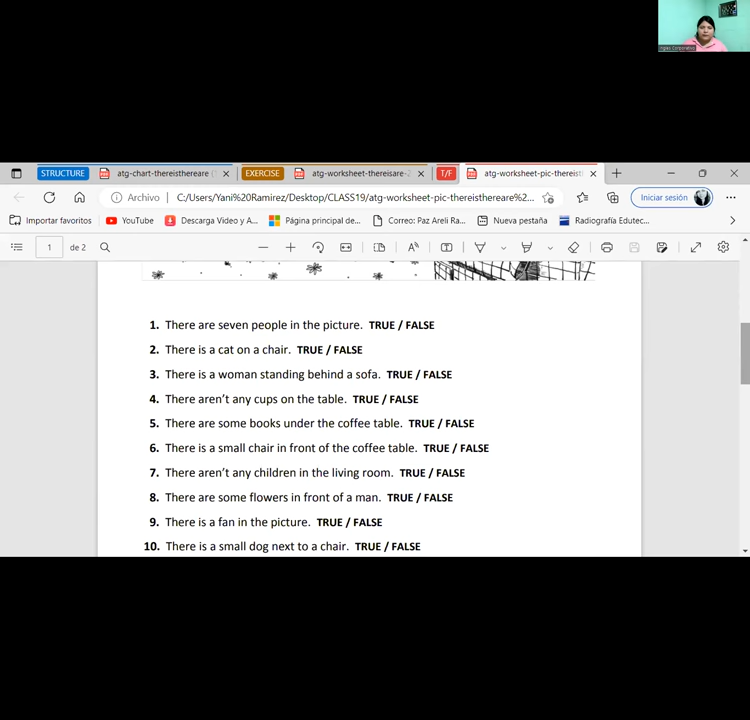 Ingles Corporativo
STRUCTURE
atg-chart-thereisthereare (
EXERCISE
atg-worksheet-thereisare-2
T/F
atg-worksheet-pic-thereisth
Archivo
C:/Users/Yani%20Ramirez/Desktop/CLASS19/atg-worksheet-pic-thereisthereare%2...
Iniciar sesión
Importar favoritos
YouTube
Descarga Video y A...
Página principal de...
Correo: Paz Areli Ra...
Nueva pestaña
Radiografía Edutec...
1
de 2
1. There are seven people in the picture. TRUE / FALSE
2. There is a cat on a chair. TRUE / FALSE
3. There is a woman standing behind a sofa. TRUE / FALSE
4. There aren't any cups on the table. TRUE / FALSE
5. There are some books under the coffee table. TRUE / FALSE
6. There is a small chair in front of the coffee table. TRUE / FALSE
7. There aren't any children in the living room. TRUE / FALSE
8. There are some flowers in front of a man. TRUE / FALSE
9. There is a fan in the picture. TRUE / FALSE
10. There is a small dog next to a chair. TRUE / FALSE